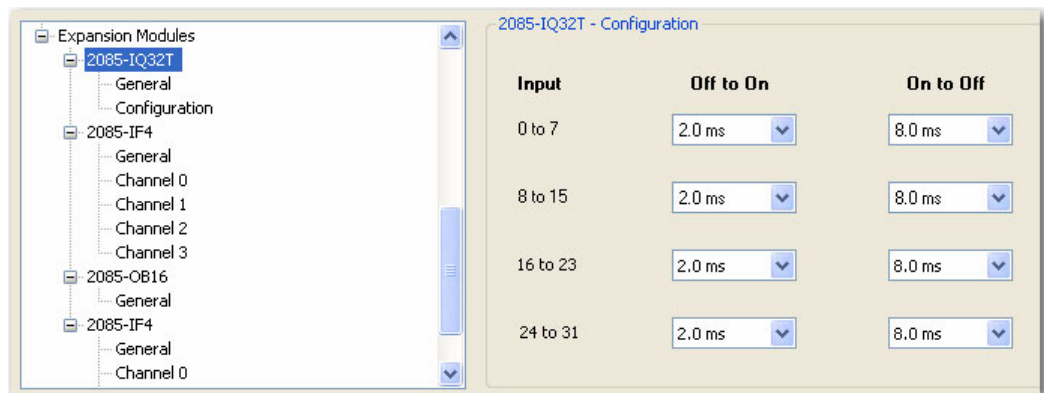 Expansion Modules
2085-IQ32T
General
Configuration
2085-IF4
General
Channel 0
Channel 1
Channel 2
Channel 3
2085-OB16
General
2085-IF4
General
Channel 0
2085-IQ32T - Configuration
Input Off to On On to Off
0 to 7 2.0 ms 8.0 ms
8 to 15 2.0 ms 8.0 ms
16 to 23 2.0 ms 8.0 ms
24 to 31 2.0 ms 8.0 ms